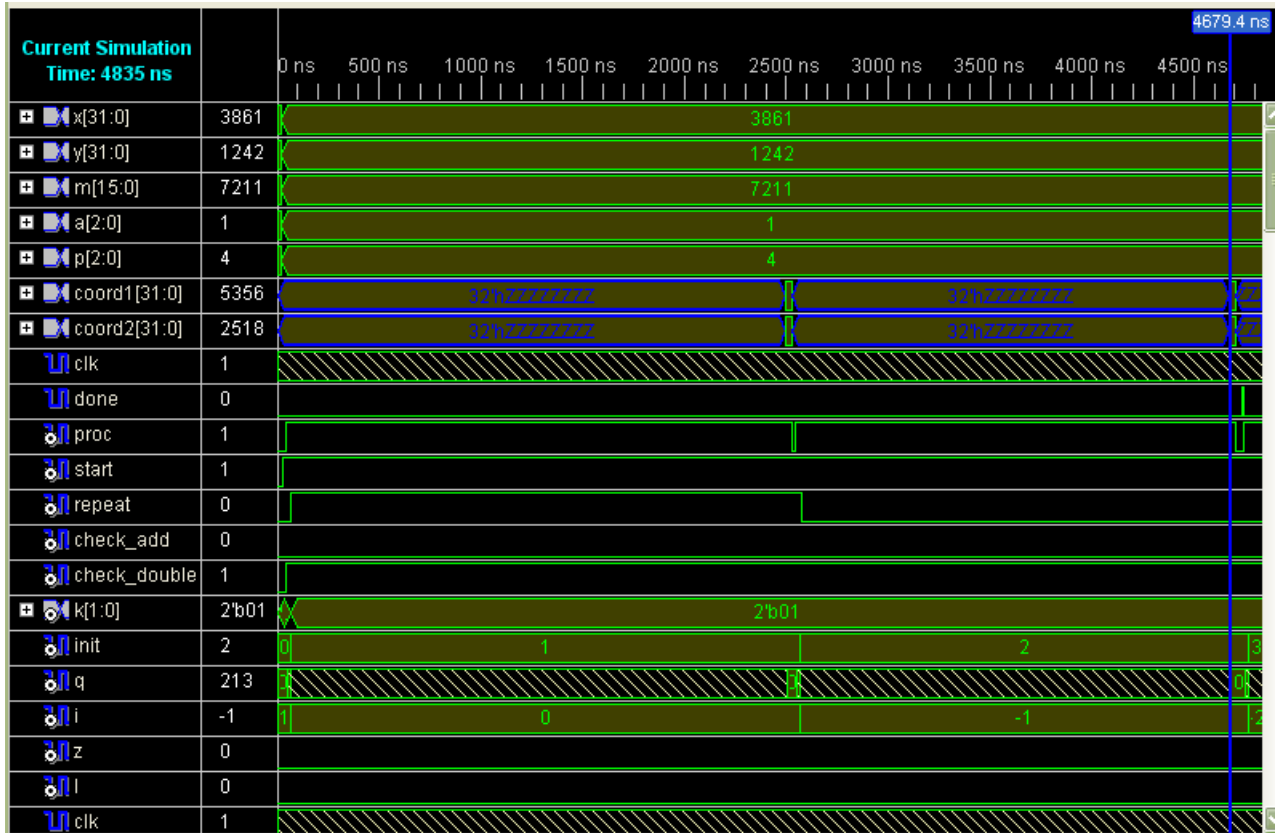 4679.4 ns
Current Simulation
Time: 4835 ns
0 ns 500 ns 1000 ns 1500 ns 2000 ns 2500 ns 3000 ns 3500 ns 4000 ns 4500 ns
x[31:0] 3861 3861
y[31:0] 1242 1242
m[15:0] 7211 7211
a[2:0] 1 1
p[2:0] 4 4
coord1[31:0] 5356 32'hZZZZZZZZ 32'hZZZZZZZZ
coord2[31:0] 2518 32'hZZZZZZZZ 32'hZZZZZZZZ
clk 1
done 0
proc 1
start 1
repeat 0
check_add 0
check_double 1
k[1:0] 2'b01 2'b01
init 2 0 1 2 3
q 213 0
i -1 1 0 -1 -2
z 0
l 0
clk 1